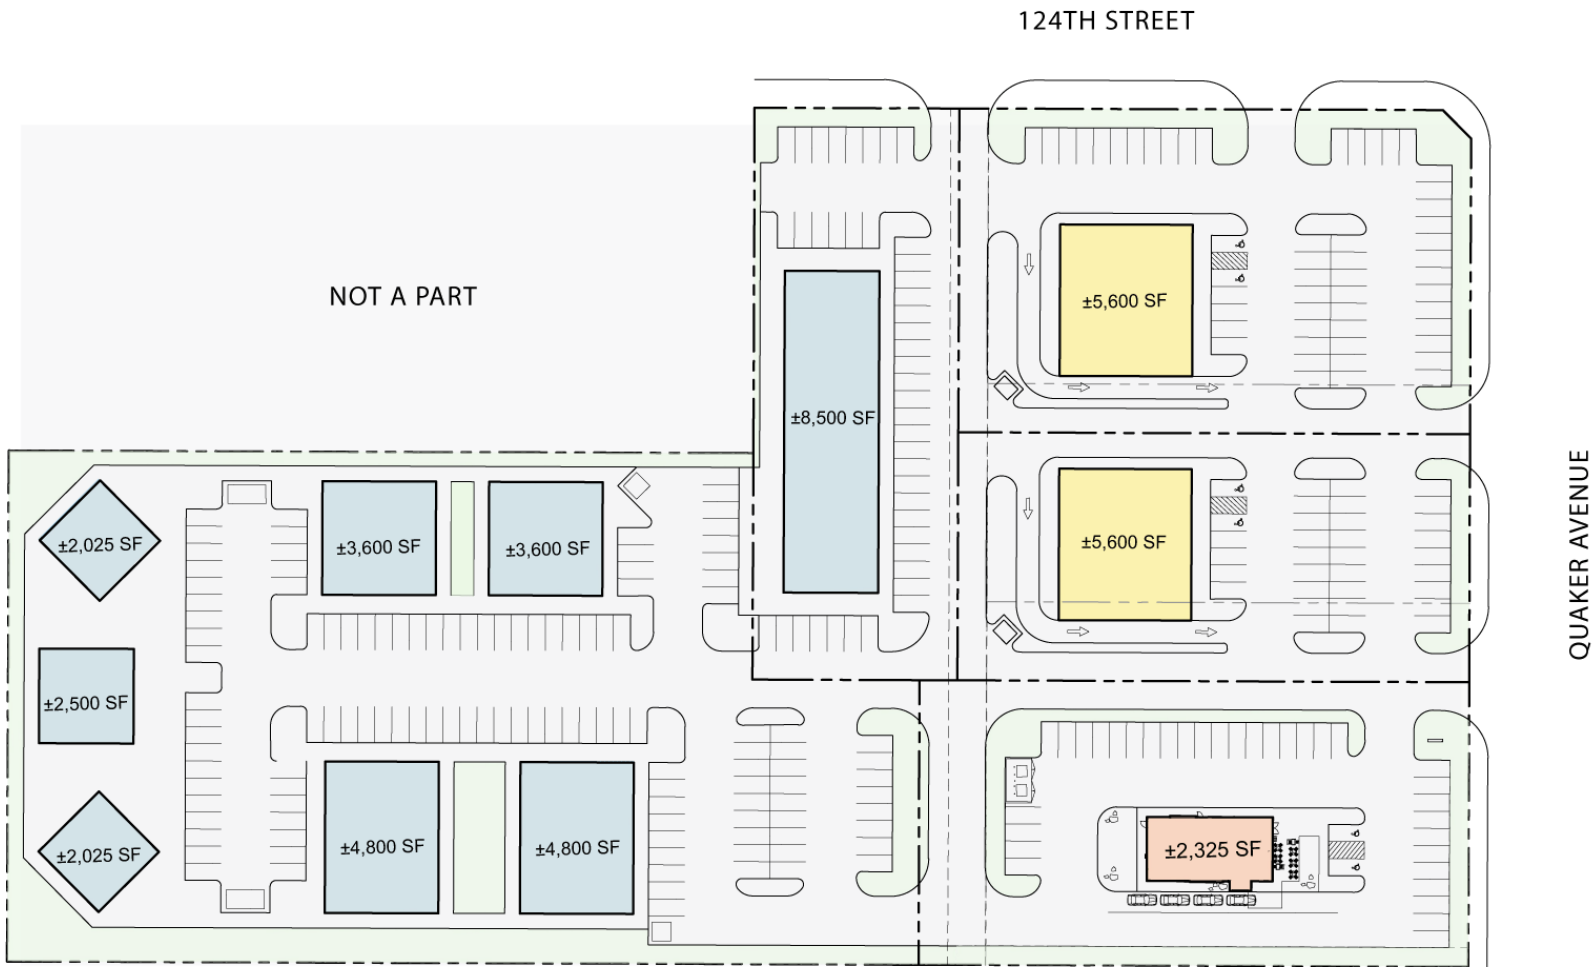 124TH STREET
NOT A PART
±5,600 SF
±8,500 SF
QUAKER AVENUE
±2,025 SF
±3,600 SF
±3,600 SF
±5,600 SF
±2,500 SF
±2,025 SF
±4,800 SF
±4,800 SF
±2,325 SF